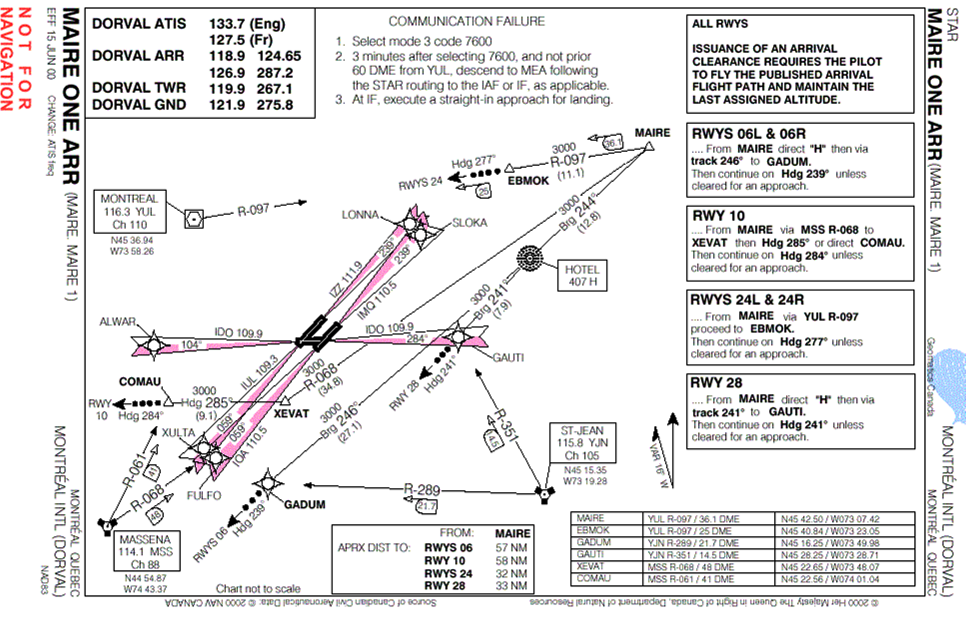 NOT FOR
NAVIGATION
EFF 15 JUN 00 CHANGE: ATIS freq
MAIRE ONE ARR (MAIRE. MAIRE 1)
MONTRÉAL INTL (DORVAL)
MONTRÉAL QUEBEC
NAD83
DORVAL ATIS 133.7 (Eng)
127.5 (Fr)
DORVAL ARR 118.9 124.65
126.9 287.2
DORVAL TWR 119.9 267.1
DORVAL GND 121.9 275.8
COMMUNICATION FAILURE
1. Select mode 3 code 7600
2. 3 minutes after selecting 7600, and not prior
60 DME from YUL, descend to MEA following
the STAR routing to the IAF or IF, as applicable.
3. At IF, execute a straight-in approach for landing.
ALL RWYS
ISSUANCE OF AN ARRIVAL
CLEARANCE REQUIRES THE PILOT
TO FLY THE PUBLISHED ARRIVAL
FLIGHT PATH AND MAINTAIN THE
LAST ASSIGNED ALTITUDE.
RWYS 06L & 06R
.... From MAIRE direct "H" then via
track 246° to GADUM.
Then continue on Hdg 239° unless
cleared for an approach.
RWY 10
.... From MAIRE via MSS R-068 to
XEVAT then Hdg 285° or direct COMAU.
Then continue on Hdg 284° unless
cleared for an approach.
RWYS 24L & 24R
.... From MAIRE via YUL R-097
proceed to EBMOK.
Then continue on Hdg 277° unless
cleared for an approach.
RWY 28
.... From MAIRE direct "H" then via
track 241° to GAUTI.
Then continue on Hdg 241° unless
cleared for an approach.
STAR
MAIRE ONE ARR (MAIRE. MAIRE 1)
Geomatics Canada
MONTRÉAL INTL (DORVAL)
MONTRÉAL QUEBEC
MAIRE
36.1
3000
R-097
(11.1)
EBMOK
Hdg 277°
RWYS 24
25
MONTREAL
116.3 YUL
Ch 110
N45 36.94
W73 58.26
R-097
LONNA
SLOKA
239°
239°
IZZ 111.9
IMQ 110.5
3000
Brg 244°
(12.8)
HOTEL
407 H
3000
Brg 241°
(7.9)
ALWAR
104°
IDO 109.9
IDO 109.9
284°
GAUTI
RWY 28
Hdg 241°
IUL 109.3
3000
R-068
(34.8)
COMAU
RWY
10
Hdg 284°
3000
Hdg 285°
(9.1)
XEVAT
059°
059°
IOA 110.5
XULTA
FULFO
3000
Brg 246°
(27.1)
R-351
14.5
ST-JEAN
115.8 YJN
Ch 105
N45 15.35
W73 19.28
VAR 16° W
R-061
41
R-068
48
GADUM
RWYS 06
Hdg 239°
R-289
21.7
MASSENA
114.1 MSS
Ch 88
N44 54.87
W74 43.37
Chart not to scale
FROM: MAIRE
APRX DIST TO: RWYS 06 57 NM
RWY 10 58 NM
RWYS 24 32 NM
RWY 28 33 NM
MAIRE YUL R-097 / 36.1 DME N45 42.50 / W073 07.42
EBMOK YUL R-097 / 25 DME N45 40.84 / W073 23.05
GADUM YJN R-289 / 21.7 DME N45 16.25 / W073 49.98
GAUTI YJN R-351 / 14.5 DME N45 28.25 / W073 28.71
XEVAT MSS R-068 / 48 DME N45 22.65 / W073 48.07
COMAU MSS R-061 / 41 DME N45 22.56 / W074 01.04
Source of Canadian Civil Aeronautical Data: © 2000 NAV CANADA
© 2000 Her Majesty The Queen in Right of Canada, Department of Natural Resources